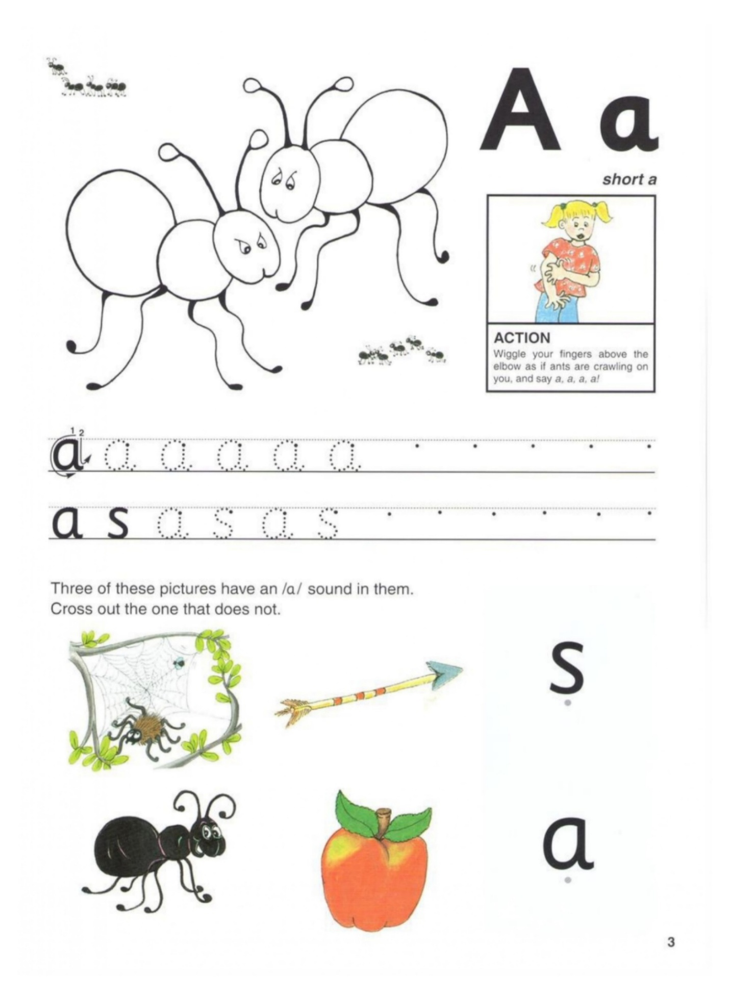 A a
short a
ACTION
Wiggle your fingers above the
elbow as if ants are crawling on
you, and say a, a, a, a!
1 2
a a a a a a
a s a s a s
Three of these pictures have an /a/ sound in them.
Cross out the one that does not.
s
a
3